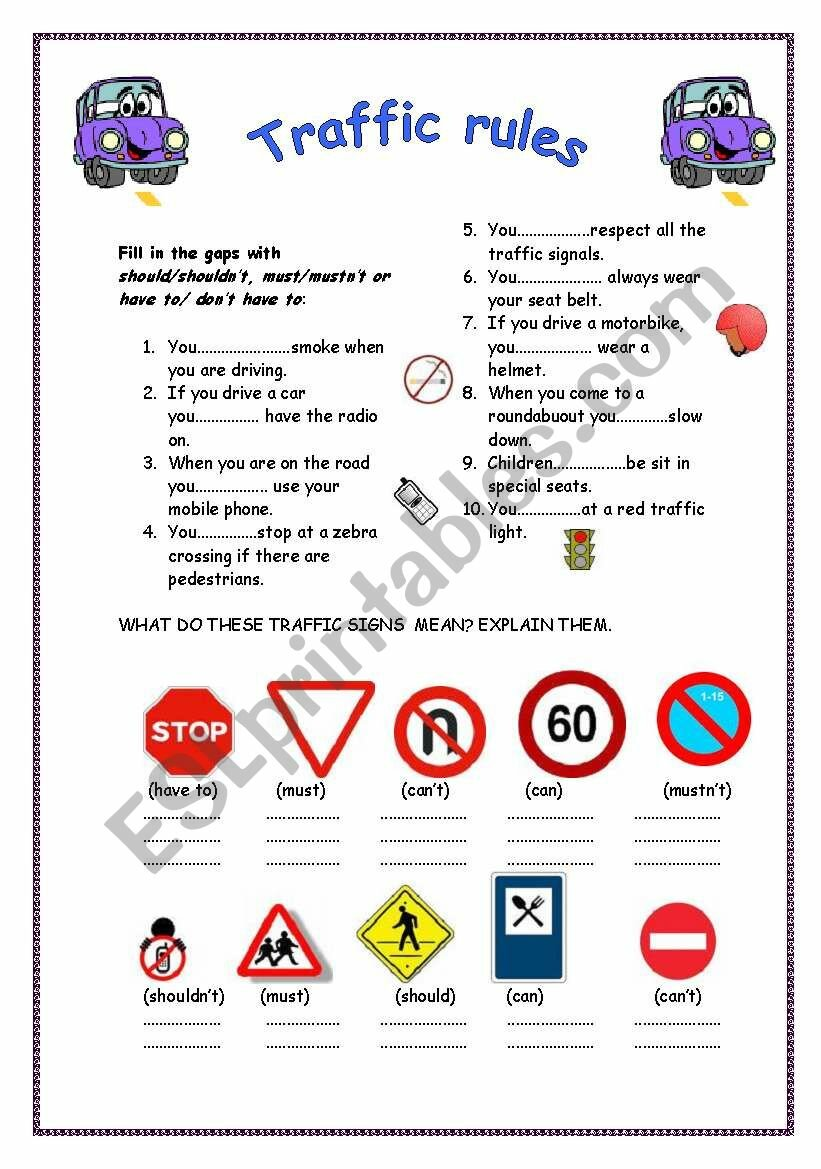 Traffic rules
Fill in the gaps with
should/shouldn't, must/mustn't or
have to/ don't have to:
1. You.......................smoke when
you are driving.
2. If you drive a car
you................ have the radio
on.
3. When you are on the road
you.................. use your
mobile phone.
4. You...............stop at a zebra
crossing if there are
pedestrians.
5. You..................respect all the
traffic signals.
6. You..................... always wear
your seat belt.
7. If you drive a motorbike,
you................... wear a
helmet.
8. When you come to a
roundabuout you.............slow
down.
9. Children..................be sit in
special seats.
10. You................at a red traffic
light.
WHAT DO THESE TRAFFIC SIGNS MEAN? EXPLAIN THEM.
STOP
60
1-15
(have to) (must) (can't) (can) (mustn't)
................... .................. ..................... ..................... .....................
................... .................. ..................... ..................... .....................
................... .................. ..................... ..................... .....................
(shouldn't) (must) (should) (can) (can't)
................... .................. ..................... ..................... .....................
................... .................. ..................... ..................... .....................
ESLprintables.com